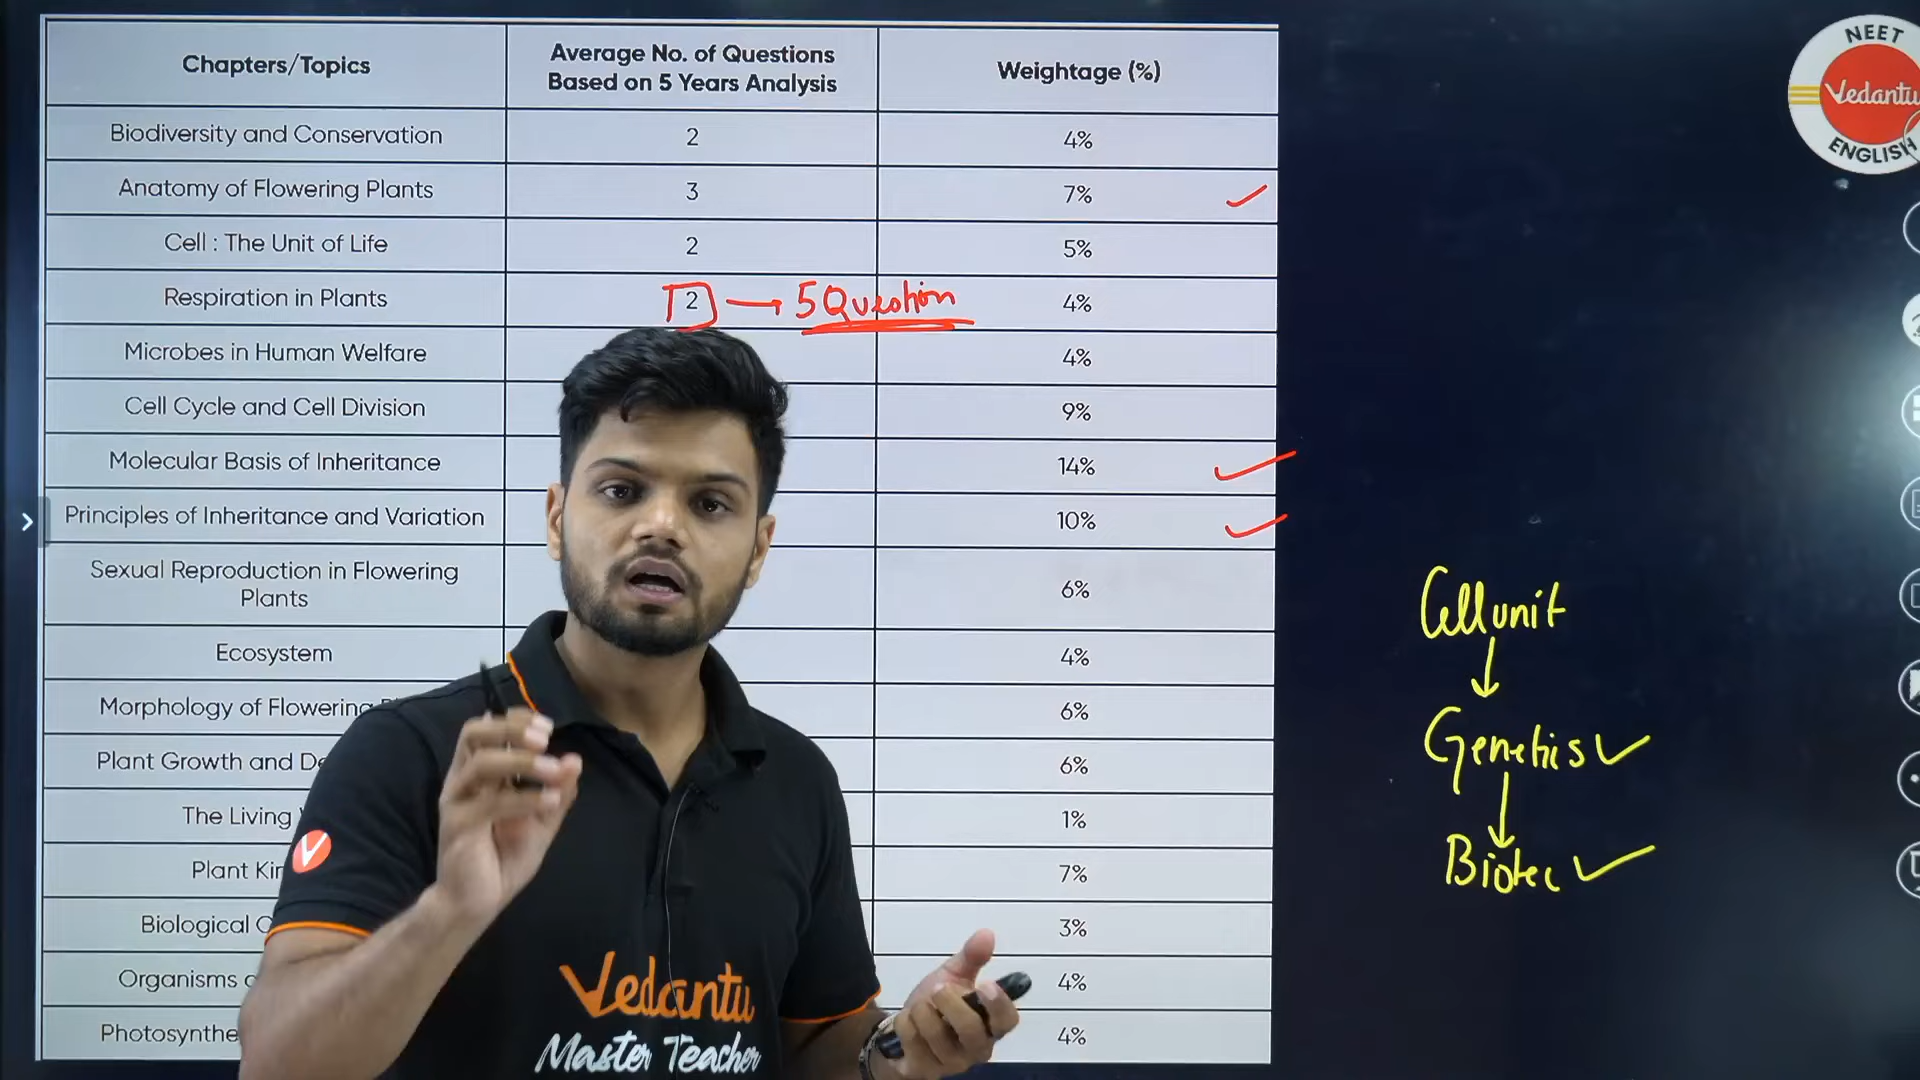 Chapters/Topics
Average No. of Questions
Based on 5 Years Analysis
Weightage (%)
Biodiversity and Conservation
2
4%
Anatomy of Flowering Plants
3
7%
Cell : The Unit of Life
2
5%
Respiration in Plants
2
5 Question
4%
Microbes in Human Welfare
4%
Cell Cycle and Cell Division
9%
Molecular Basis of Inheritance
14%
Principles of Inheritance and Variation
10%
Sexual Reproduction in Flowering
Plants
6%
Ecosystem
4%
Morphology of Flowering
6%
Plant Growth and
6%
The Living
1%
Plant
7%
Biological
3%
Organisms
4%
4%
NEET
Vedantu
ENGLISH
Cell unit
Genetics
Biotec
Vedantu
Master Teacher